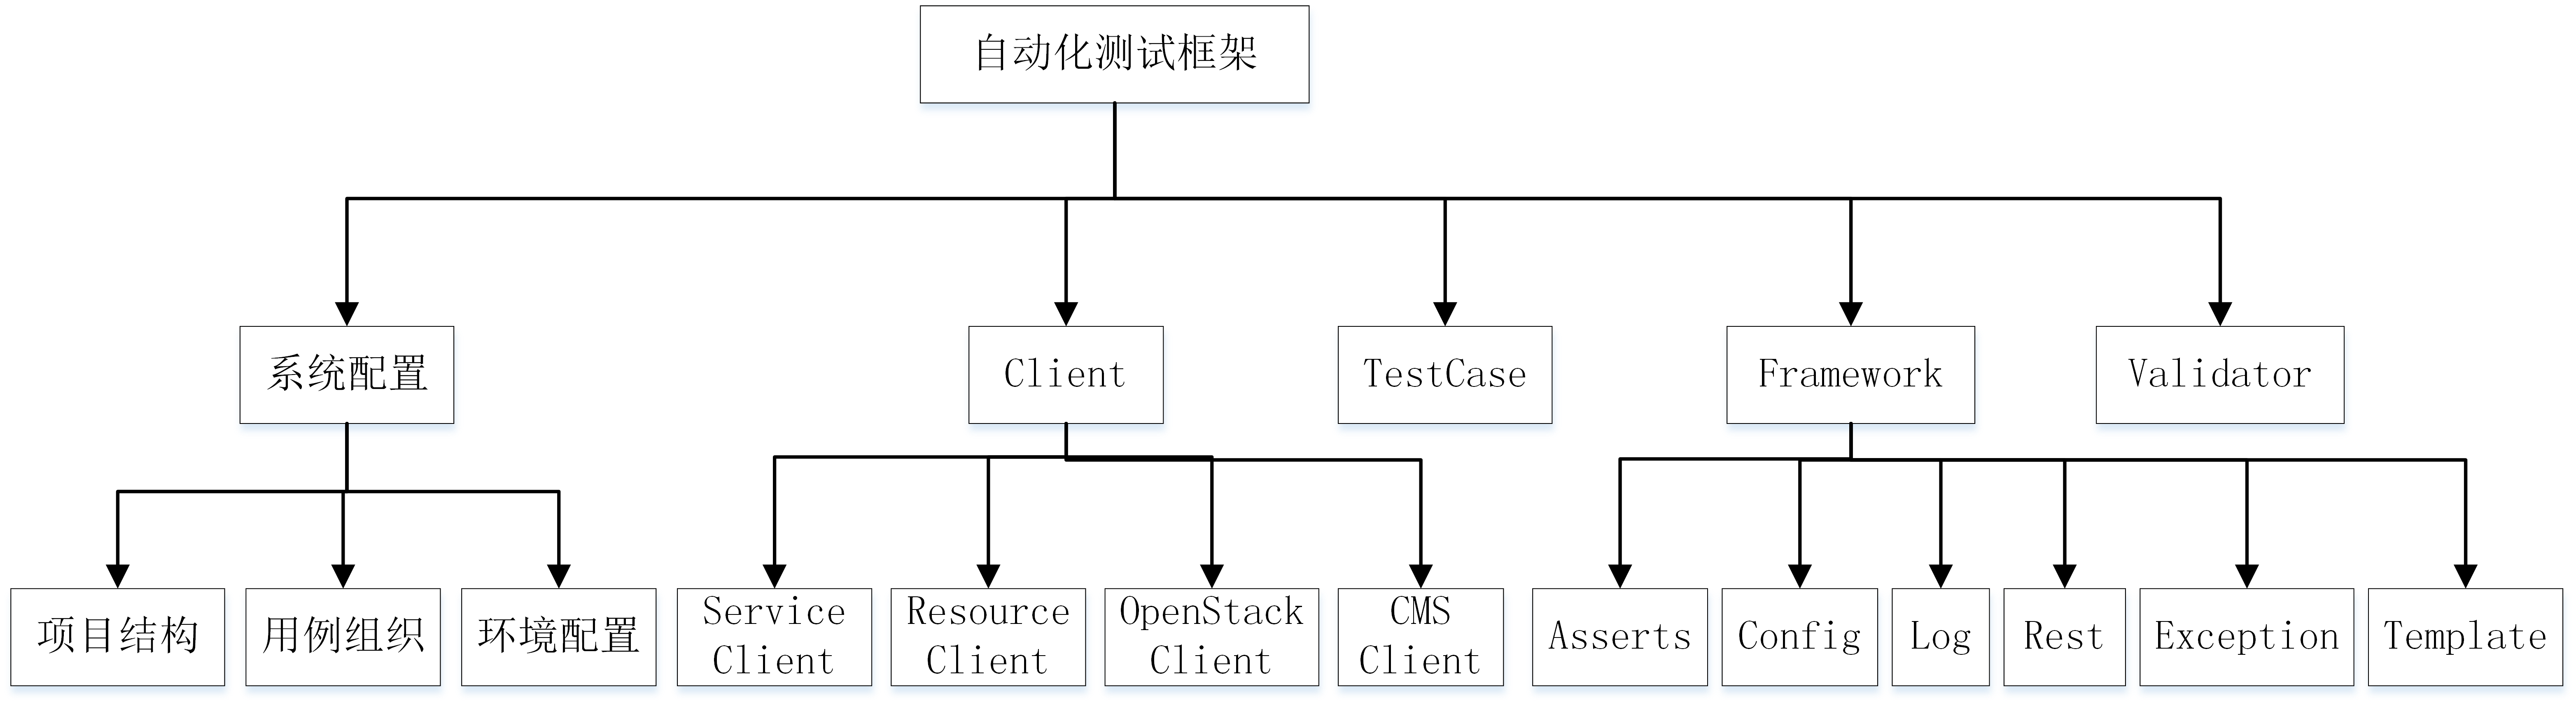 自动化测试框架
系统配置
Client
TestCase
Framework
Validator
项目结构
用例组织
环境配置
Service
Client
Resource
Client
OpenStack
Client
CMS
Client
Asserts
Config
Log
Rest
Exception
Template